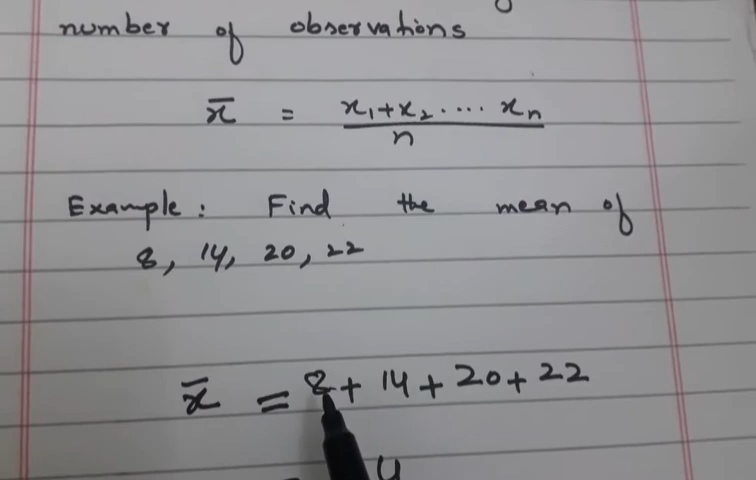 number of observations
x̄ = x₁+x₂.... xₙ
n
Example: Find the mean of
8, 14, 20, 22
x̄ = 8 + 14 + 20 + 22